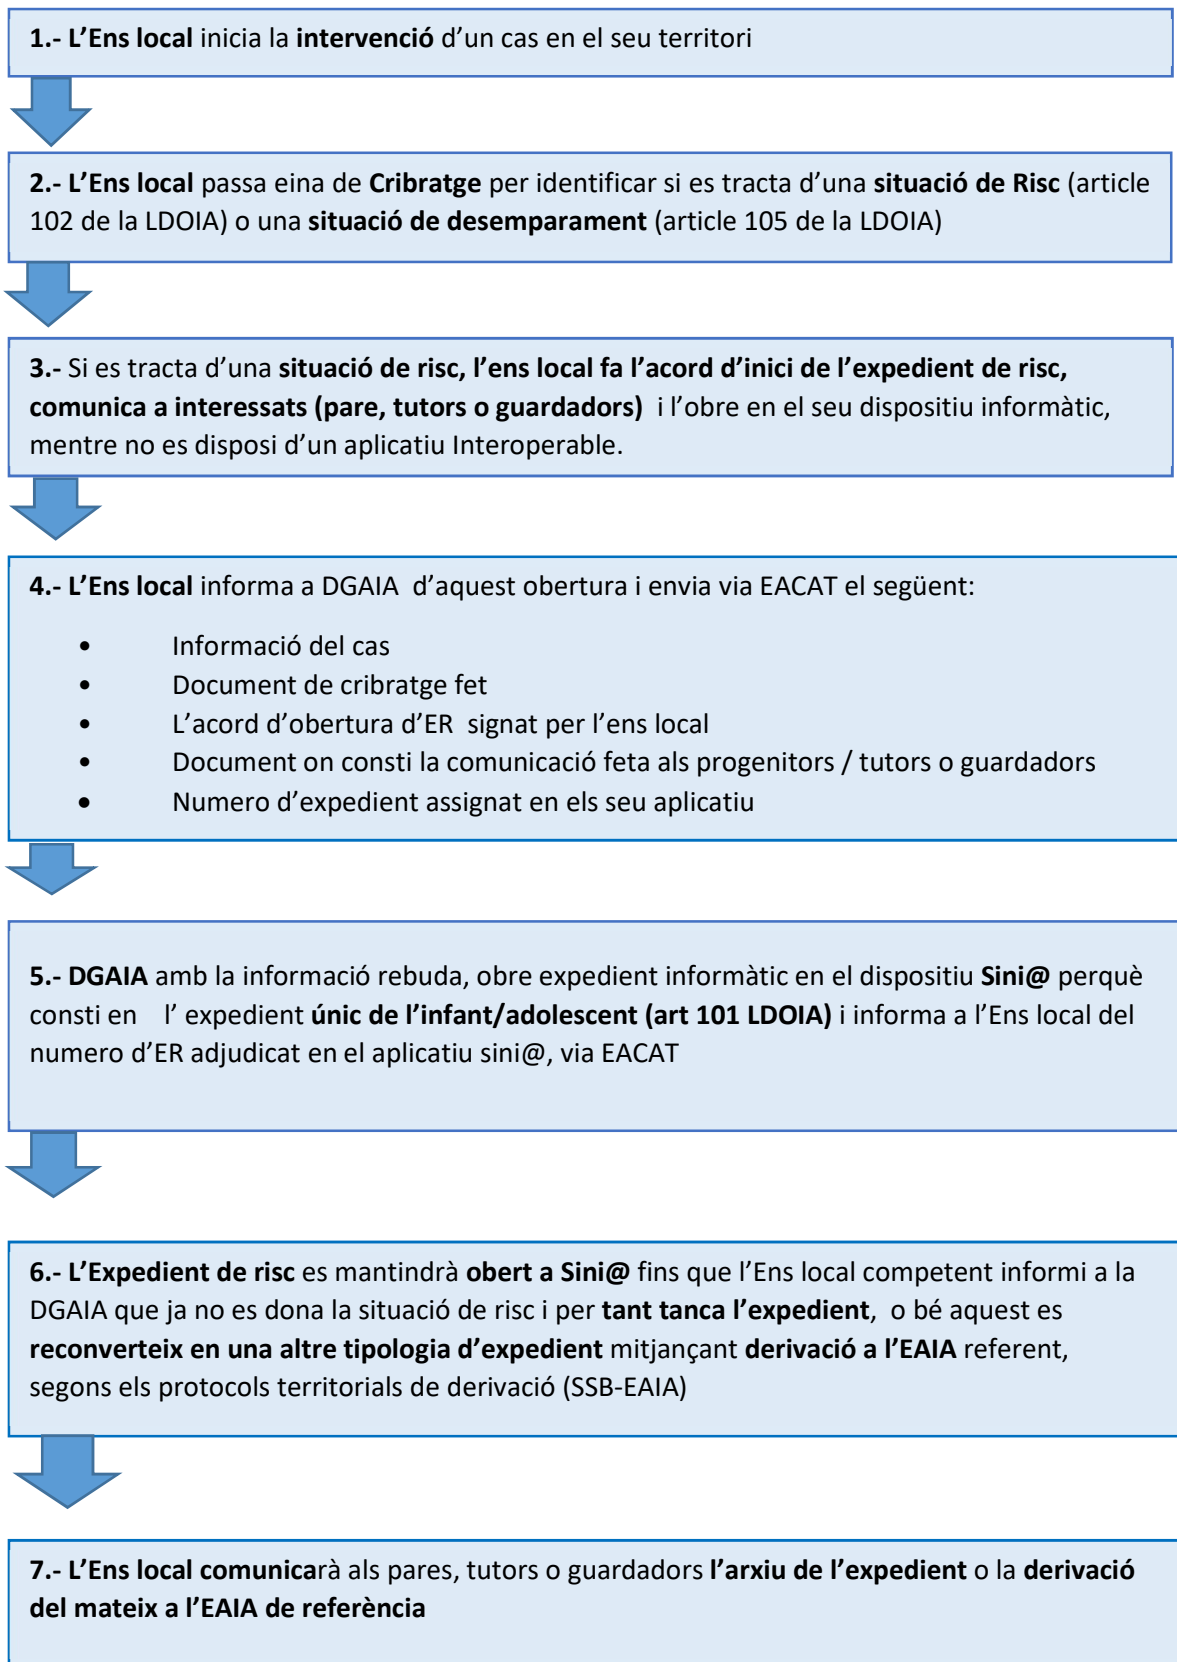 1.- L’Ens local inicia la intervenció d’un cas en el seu territori
2.- L’Ens local passa eina de Cribratge per identificar si es tracta d’una situació de Risc (article
102 de la LDOIA) o una situació de desemparament (article 105 de la LDOIA)
3.- Si es tracta d’una situació de risc, l’ens local fa l’acord d’inici de l’expedient de risc,
comunica a interessats (pare, tutors o guardadors) i l’obre en el seu dispositiu informàtic,
mentre no es disposi d’un aplicatiu Interoperable.
4.- L’Ens local informa a DGAIA d’aquest obertura i envia via EACAT el següent:
• Informació del cas
• Document de cribratge fet
• L’acord d’obertura d’ER signat per l’ens local
• Document on consti la comunicació feta als progenitors / tutors o guardadors
• Numero d’expedient assignat en els seu aplicatiu
5.- DGAIA amb la informació rebuda, obre expedient informàtic en el dispositiu Sini@ perquè
consti en l’ expedient únic de l’infant/adolescent (art 101 LDOIA) i informa a l’Ens local del
numero d’ER adjudicat en el aplicatiu sini@, via EACAT
6.- L’Expedient de risc es mantindrà obert a Sini@ fins que l’Ens local competent informi a la
DGAIA que ja no es dona la situació de risc i per tant tanca l’expedient, o bé aquest es
reconverteix en una altre tipologia d’expedient mitjançant derivació a l’EAIA referent,
segons els protocols territorials de derivació (SSB-EAIA)
7.- L’Ens local comunicarà als pares, tutors o guardadors l’arxiu de l’expedient o la derivació
del mateix a l’EAIA de referència